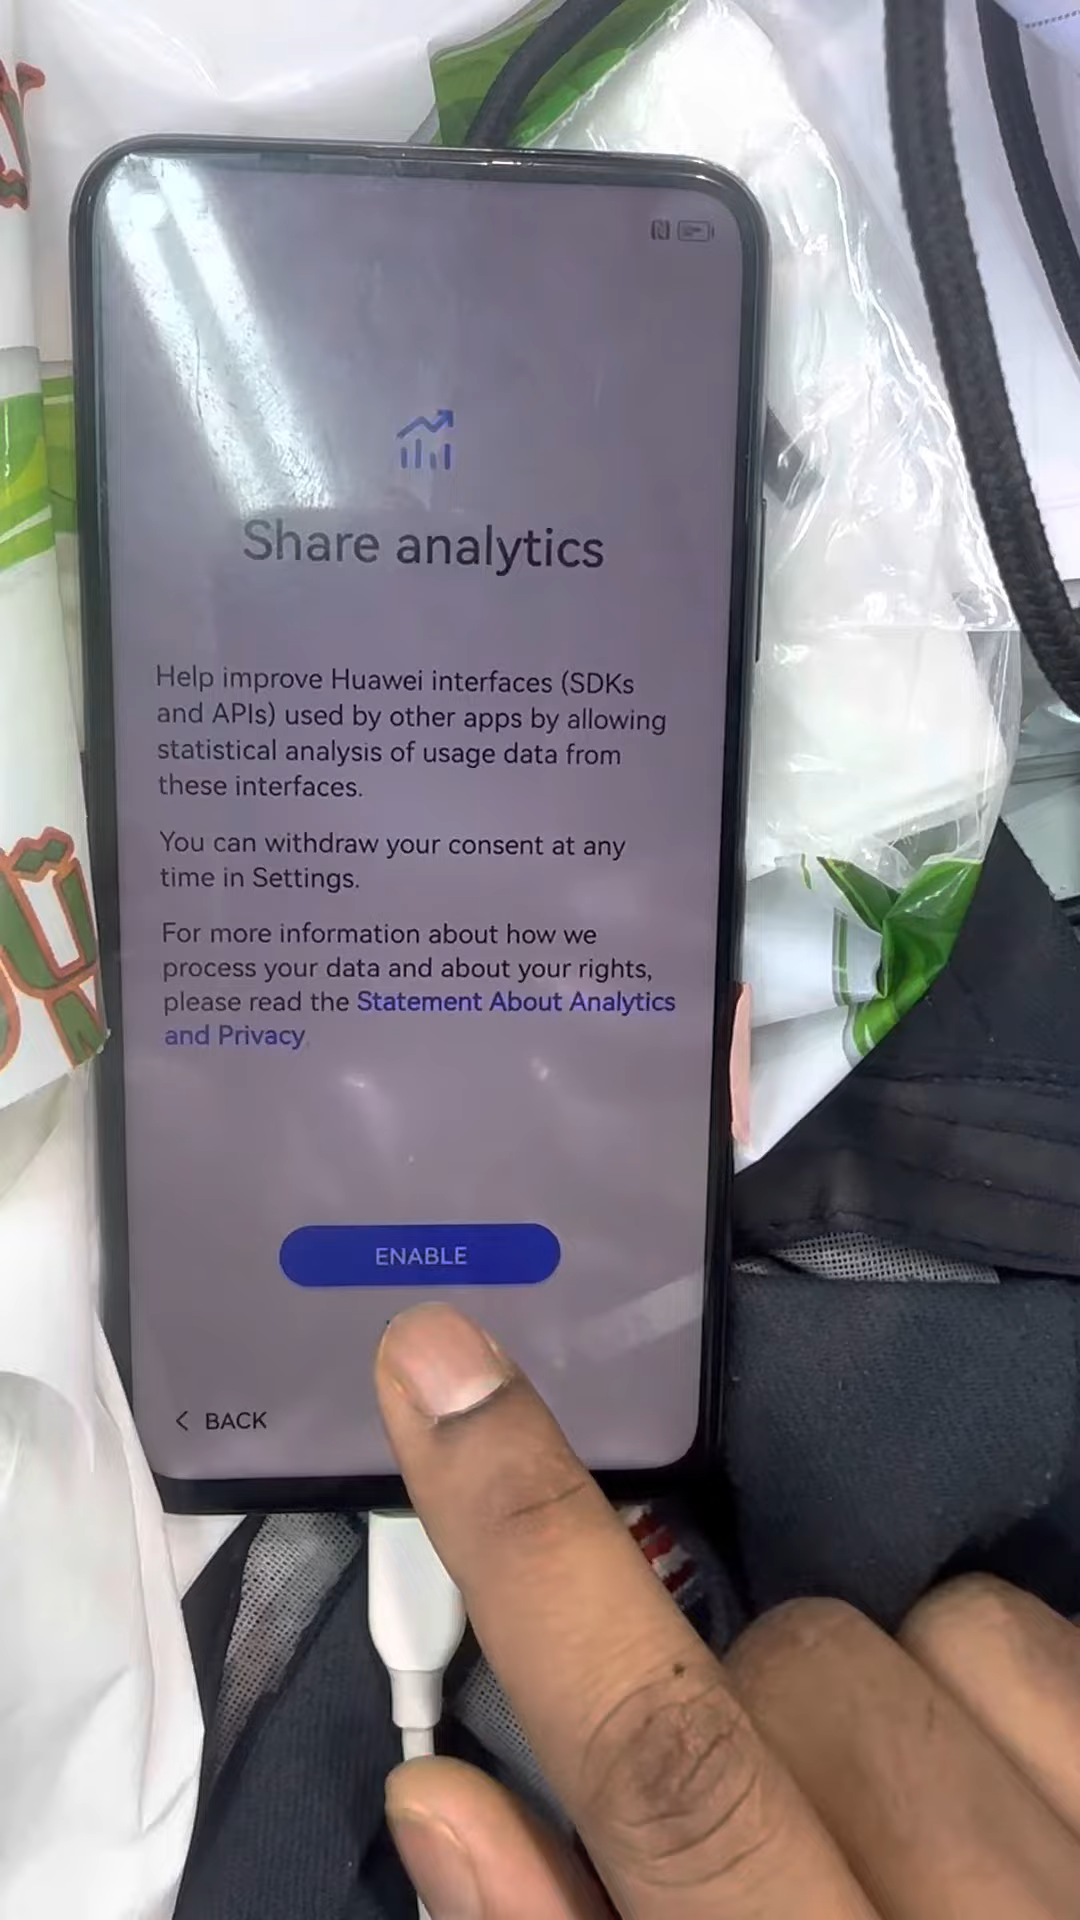 Share analytics
Help improve Huawei interfaces (SDKs
and APIs) used by other apps by allowing
statistical analysis of usage data from
these interfaces.
You can withdraw your consent at any
time in Settings.
For more information about how we
process your data and about your rights,
please read the Statement About Analytics
and Privacy
ENABLE
BACK